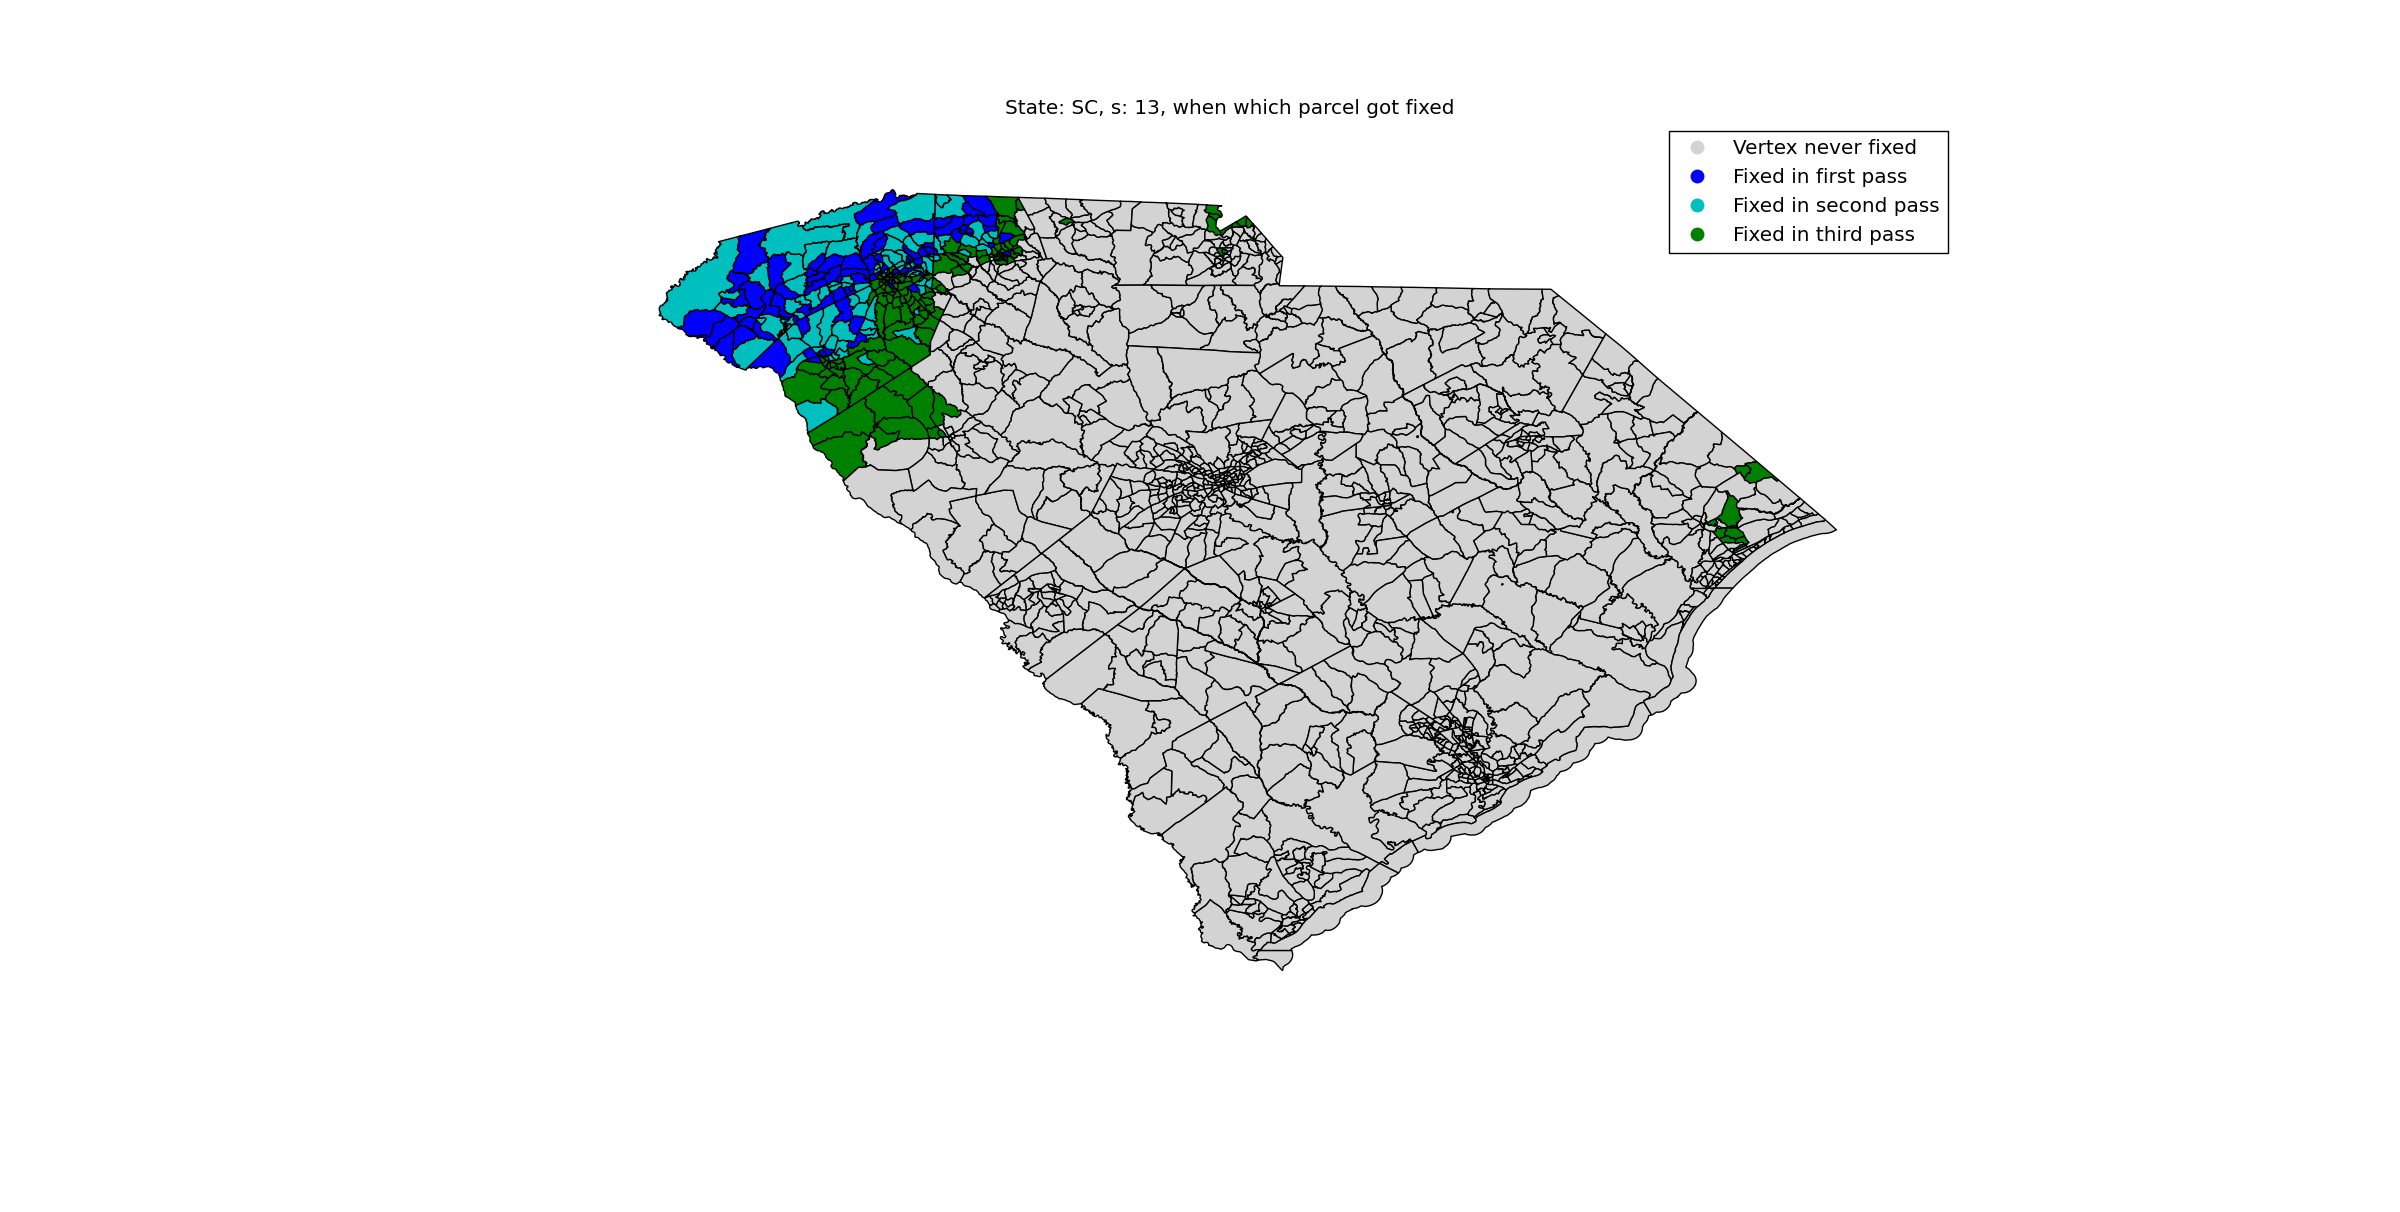 State: SC, s: 13, when which parcel got fixed
Vertex never fixed
Fixed in first pass
Fixed in second pass
Fixed in third pass